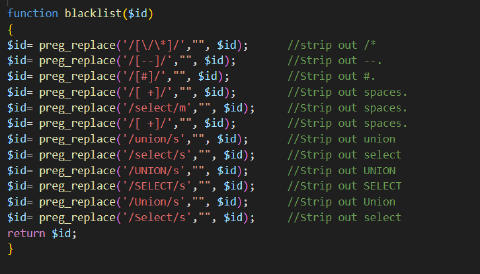 function blacklist($id)
{
$id= preg_replace('/[\/\*]/',"", $id);      //strip out /*
$id= preg_replace('/[--]/',"", $id);        //Strip out --.
$id= preg_replace('/[#]/',"", $id);         //Strip out #.
$id= preg_replace('/[ +]/',"", $id);        //Strip out spaces.
$id= preg_replace('/select/m',"", $id);     //Strip out spaces.
$id= preg_replace('/[ +]/',"", $id);        //Strip out spaces.
$id= preg_replace('/union/s',"", $id);      //Strip out union
$id= preg_replace('/select/s',"", $id);     //Strip out select
$id= preg_replace('/UNION/s',"", $id);      //Strip out UNION
$id= preg_replace('/SELECT/s',"", $id);     //Strip out SELECT
$id= preg_replace('/Union/s',"", $id);      //Strip out Union
$id= preg_replace('/Select/s',"", $id);     //Strip out select
return $id;
}